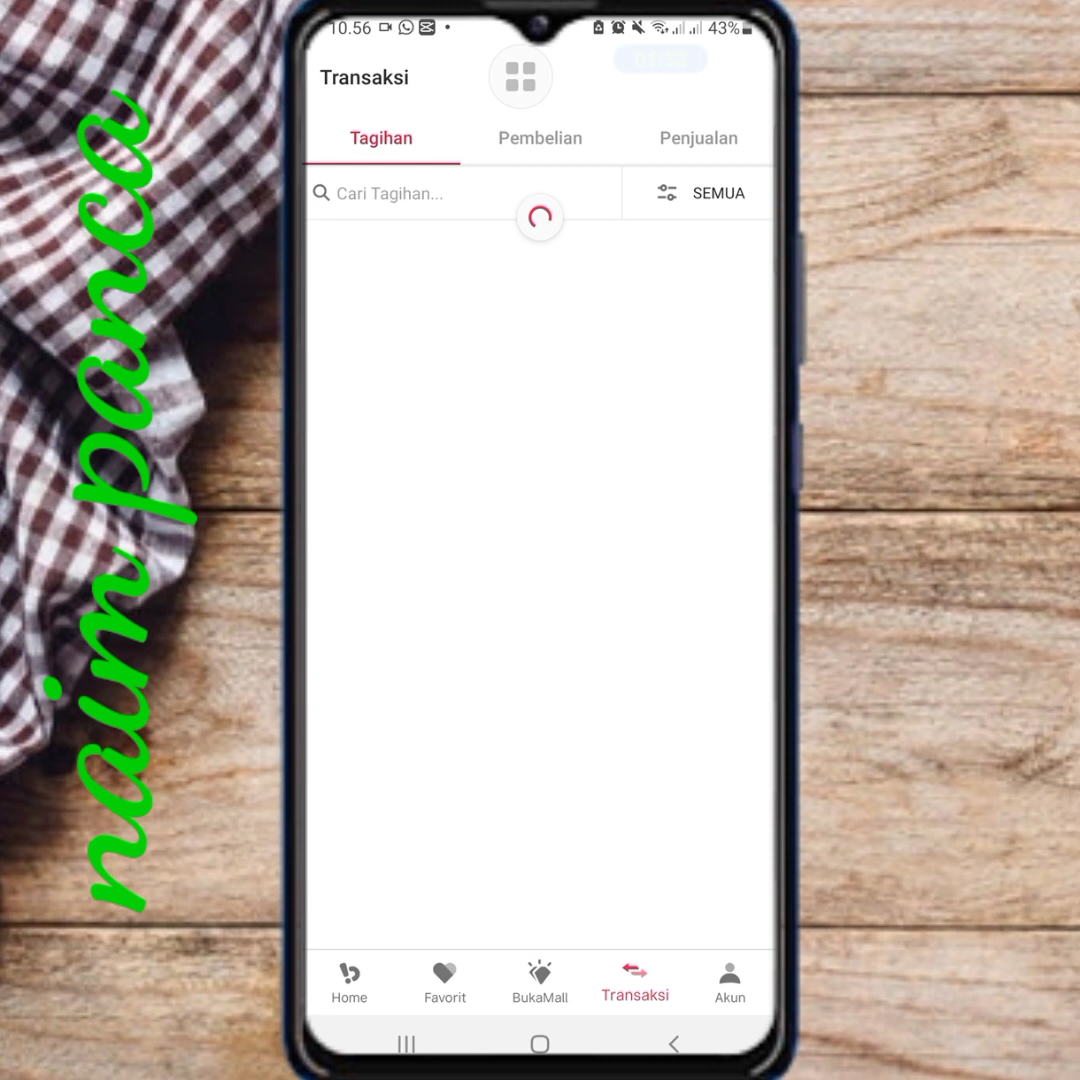 10.56
43%
Transaksi
Tagihan
Pembelian
Penjualan
Cari Tagihan...
SEMUA
naim panca
Home
Favorit
BukaMall
Transaksi
Akun